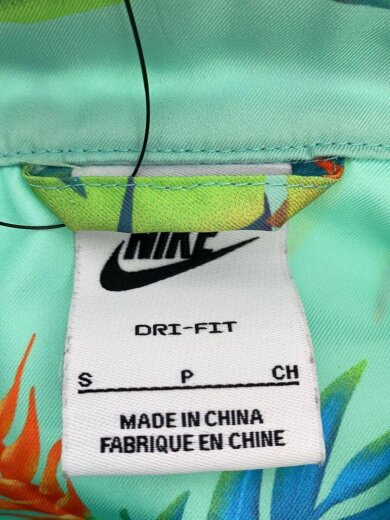 NIKE
DRI-FIT
S P CH
MADE IN CHINA
FABRIQUE EN CHINE